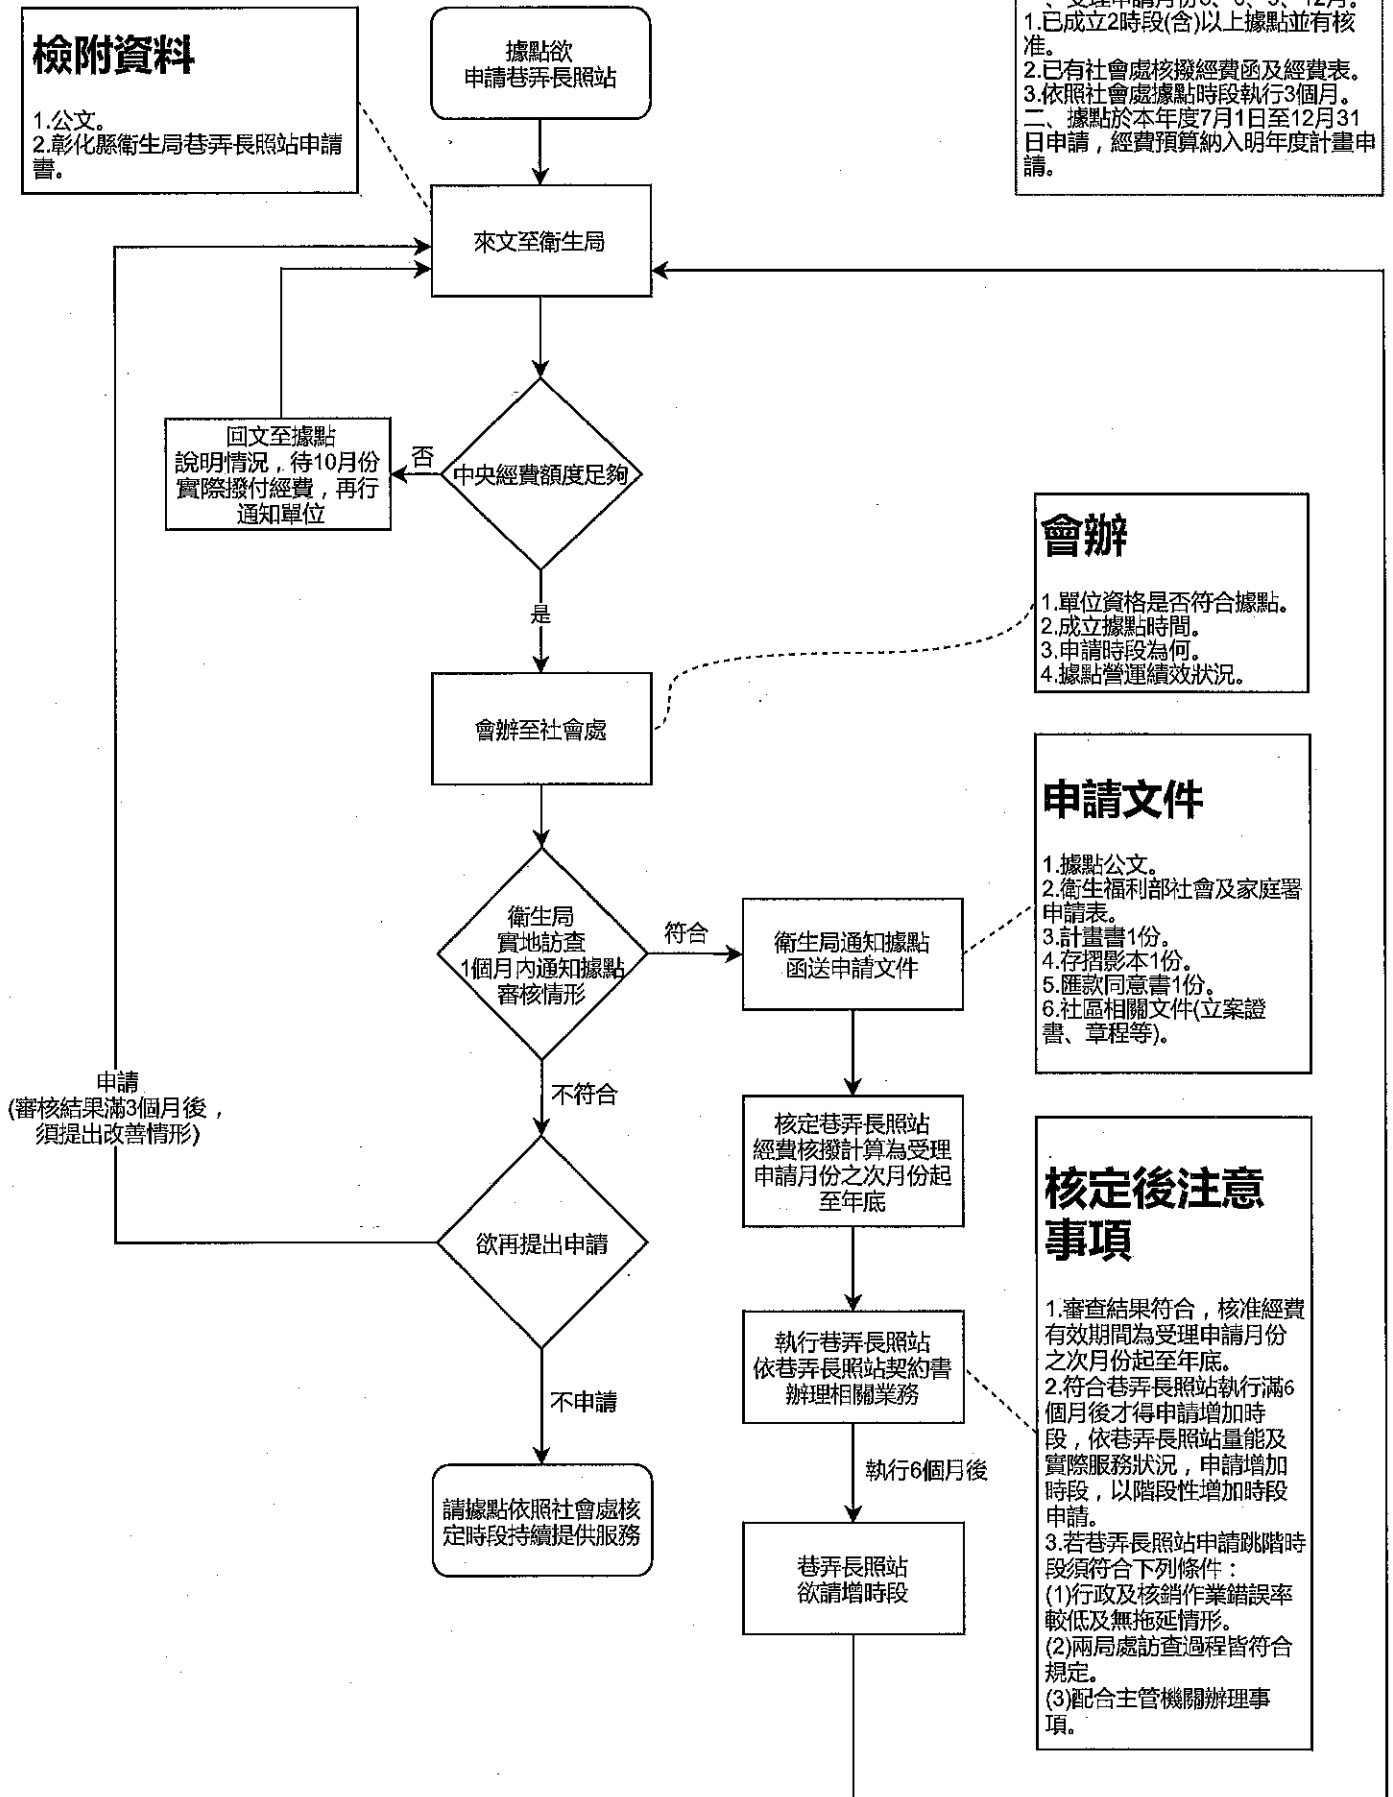 檢附資料
1.公文。
2.彰化縣衛生局巷弄長照站申請
書。
據點欲
申請巷弄長照站
1.已成立2時段(含)以上據點並有核
准。
2.已有社會處核撥經費函及經費表。
3.依照社會處據點時段執行3個月。
二、據點於本年度7月1日至12月31
日申請，經費預算納入明年度計畫申
請。
來文至衛生局
回文至據點
說明情況，待10月份
實際撥付經費，再行
通知單位
否
中央經費額度足夠
是
會辦
1.單位資格是否符合據點。
2.成立據點時間。
3.申請時段為何。
4.據點營運績效狀況。
會辦至社會處
申請文件
1.據點公文。
2.衛生福利部社會及家庭署
申請表。
3.計畫書1份。
4.存摺影本1份。
5.匯款同意書1份。
6.社區相關文件(立案證
書、章程等)。
衛生局
實地訪查
1個月內通知據點
審核情形
符合
衛生局通知據點
函送申請文件
不符合
申請
(審核結果滿3個月後，
須提出改善情形)
核定巷弄長照站
經費核撥計算為受理
申請月份之次月份起
至年底
欲再提出申請
核定後注意
事項
1.審查結果符合，核准經費
有效期間為受理申請月份
之次月份起至年底。
2.符合巷弄長照站執行滿6
個月後才得申請增加時
段，依巷弄長照站量能及
實際服務狀況，申請增加
時段，以階段性增加時段
申請。
3.若巷弄長照站申請跳階時
段須符合下列條件：
(1)行政及核銷作業錯誤率
較低及無拖延情形。
(2)兩局處訪查過程皆符合
規定。
(3)配合主管機關辦理事
項。
執行巷弄長照站
依巷弄長照站契約書
辦理相關業務
不申請
執行6個月後
請據點依照社會處核
定時段持續提供服務
巷弄長照站
欲請增時段